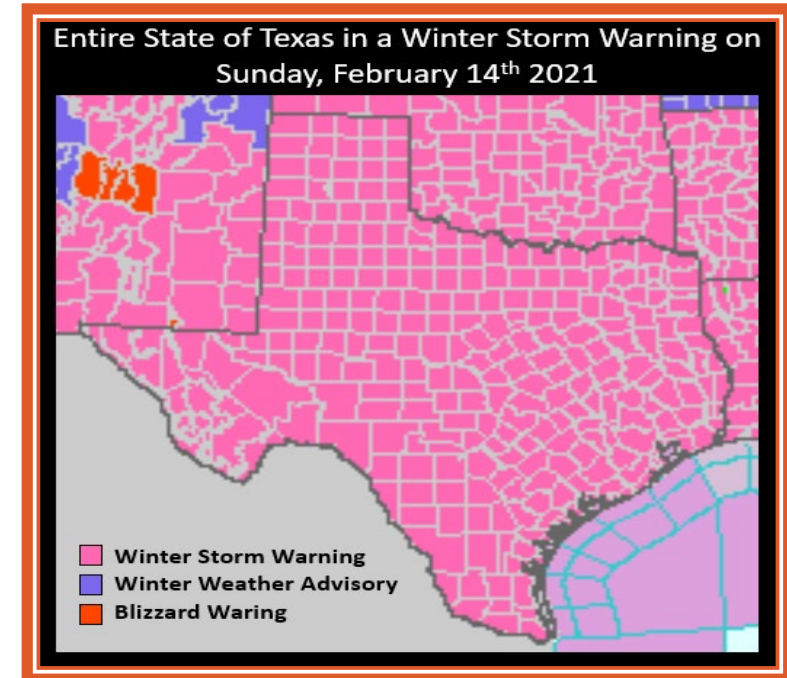 Entire State of Texas in a Winter Storm Warning on
Sunday, February 14th 2021
Winter Storm Warning
Winter Weather Advisory
Blizzard Waring